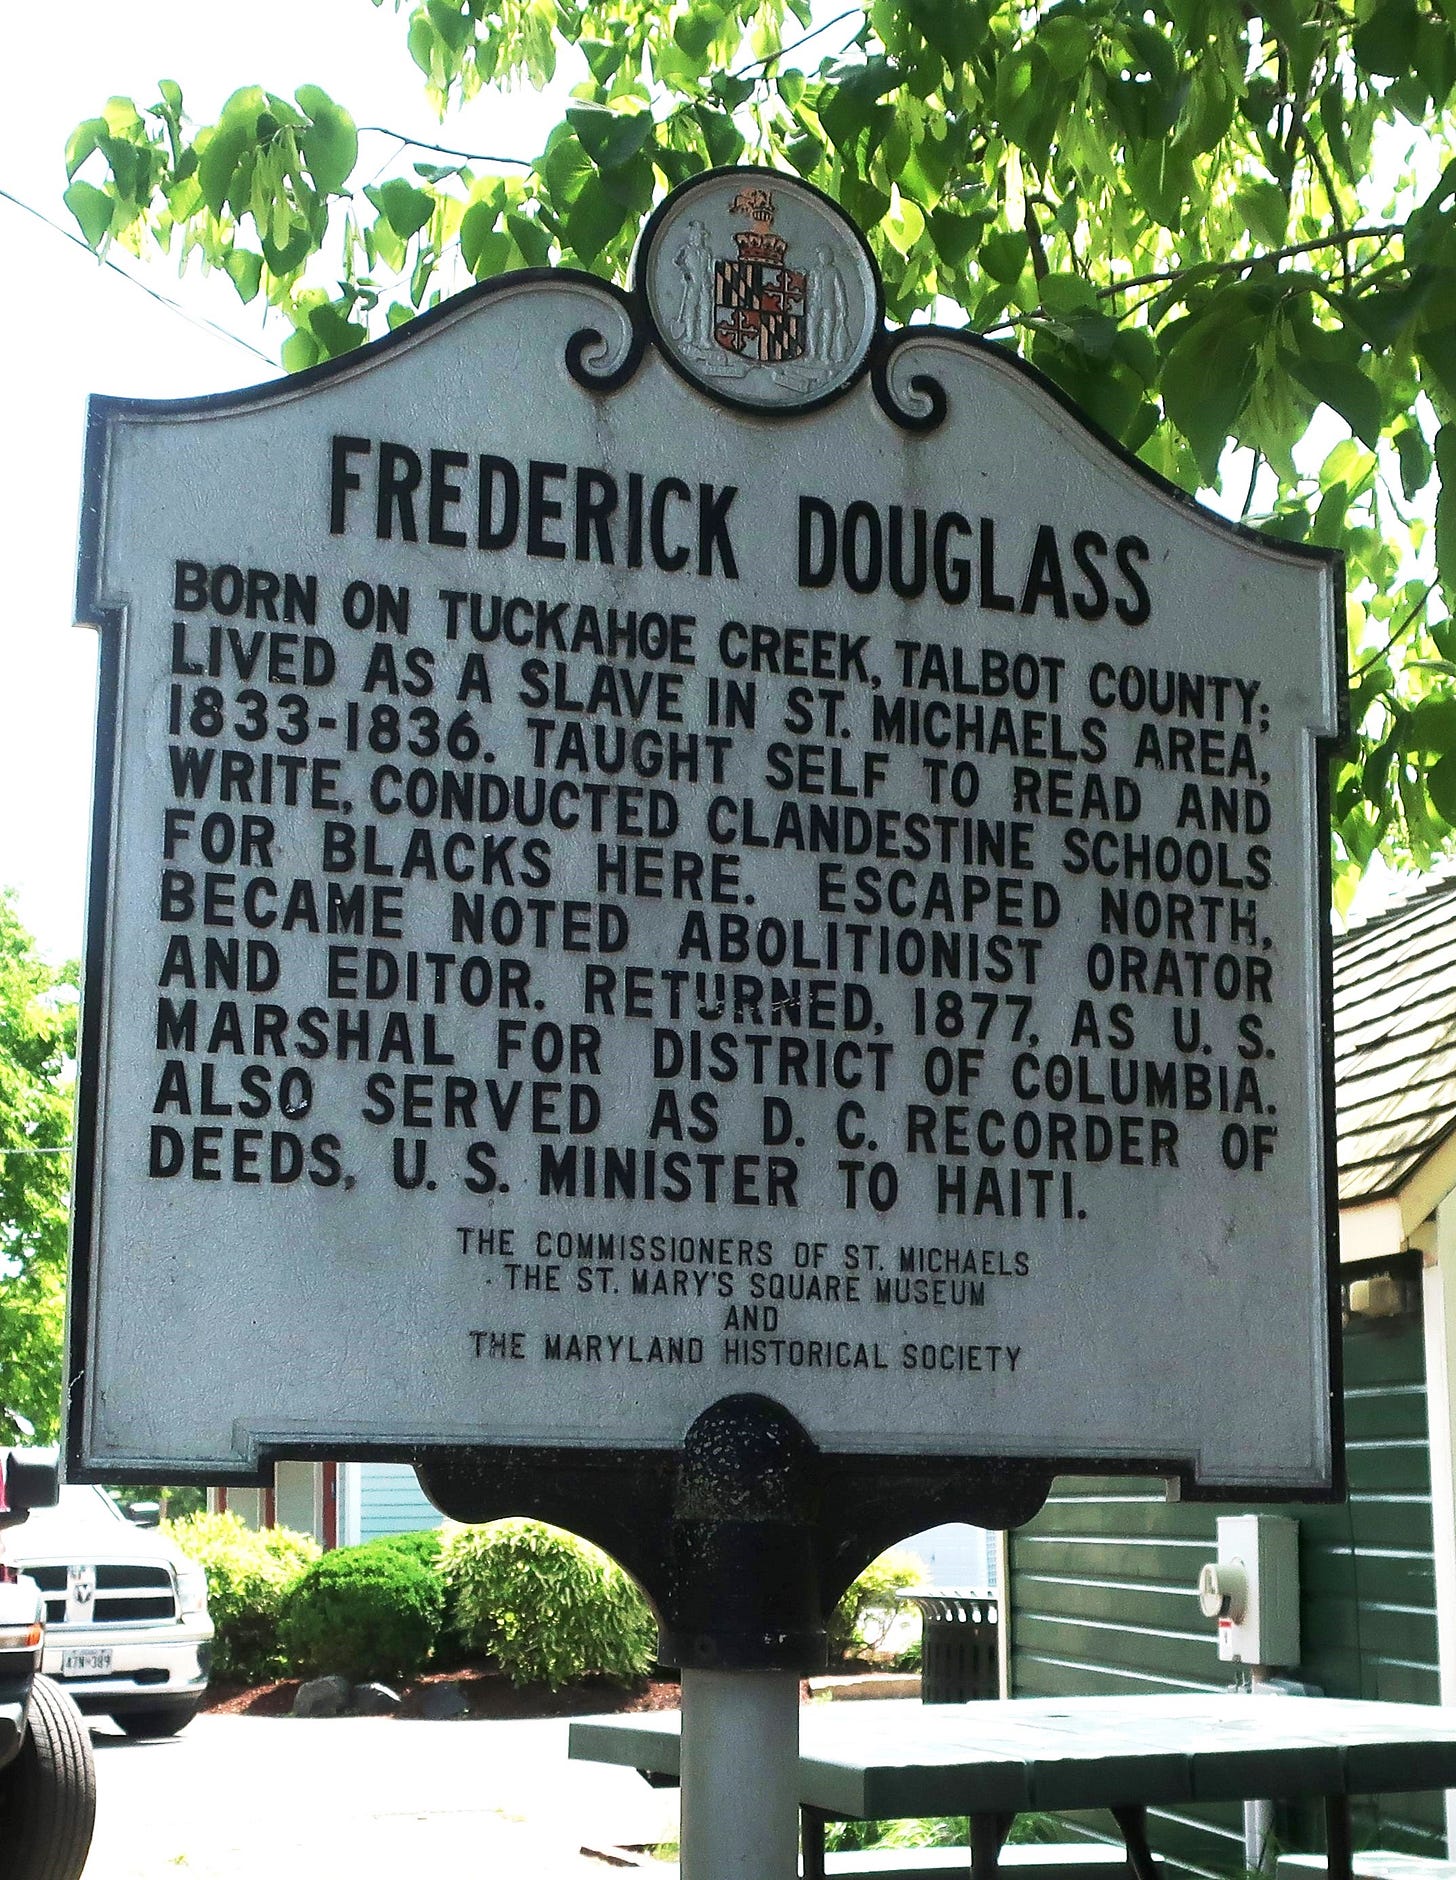 FREDERICK DOUGLASS
BORN ON TUCKAHOE CREEK, TALBOT COUNTY;
LIVED AS A SLAVE IN ST. MICHAELS AREA,
1833-1836. TAUGHT SELF TO READ AND
WRITE, CONDUCTED CLANDESTINE SCHOOLS
FOR BLACKS HERE. ESCAPED NORTH,
BECAME NOTED ABOLITIONIST ORATOR
AND EDITOR. RETURNED, 1877, AS U. S.
MARSHAL FOR DISTRICT OF COLUMBIA.
ALSO SERVED AS D. C. RECORDER OF
DEEDS, U. S. MINISTER TO HAITI.
THE COMMISSIONERS OF ST. MICHAELS
THE ST. MARY'S SQUARE MUSEUM
AND
THE MARYLAND HISTORICAL SOCIETY